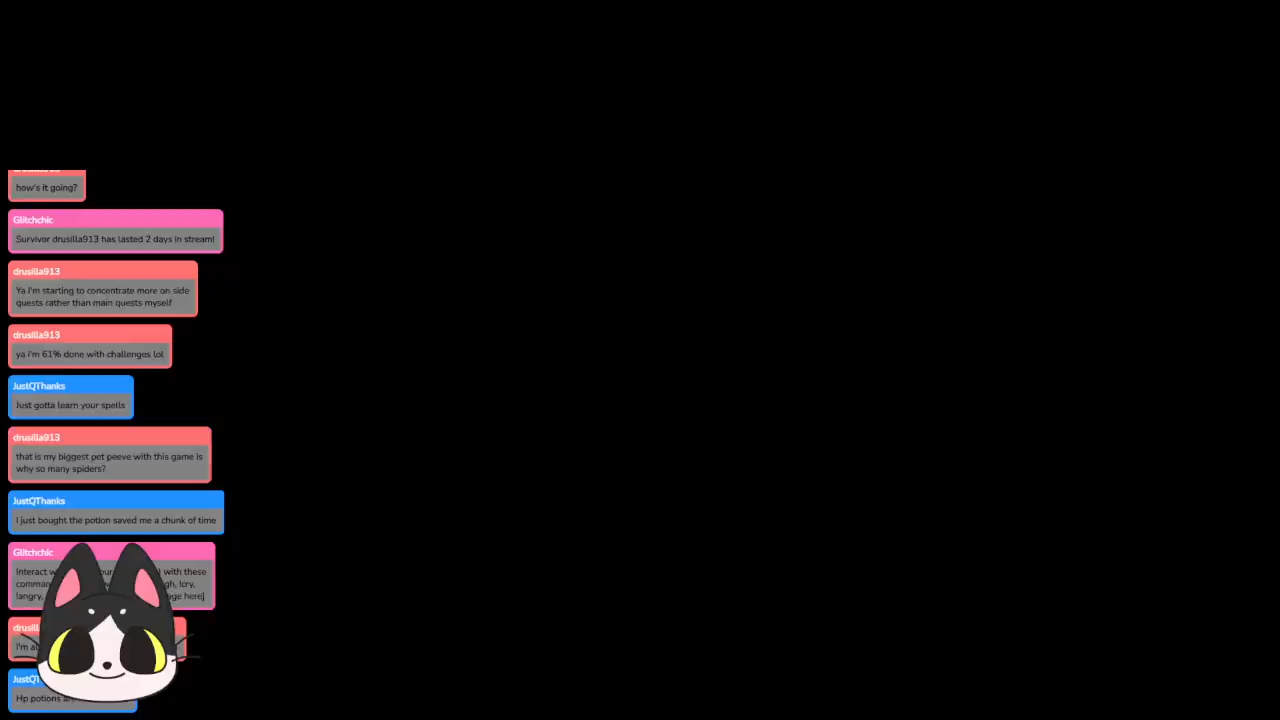 how's it going?
Glitchchic
Survivor drusilla913 has lasted 2 days in stream!
drusilla913
Ya I'm starting to concentrate more on side
quests rather than main quests myself
drusilla913
ya i'm 61% done with challenges lol
JustQThanks
Just gotta learn your spells
drusilla913
that is my biggest pet peeve with this game is
why so many spiders?
JustQThanks
I just bought the potion saved me a chunk of time
Glitchchic
Interact with these
!cry,
!angry, here]
I'm
Hp potions